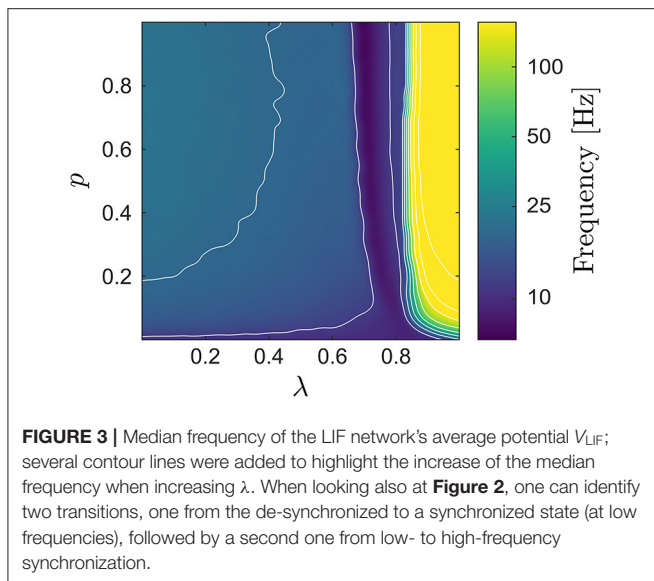 0.8
0.6
p
0.4
0.2
0.2 0.4 0.6 0.8
λ
100
50
25
10
Frequency [Hz]
FIGURE 3 | Median frequency of the LIF network's average potential V_LIF;
several contour lines were added to highlight the increase of the median
frequency when increasing λ. When looking also at Figure 2, one can identify
two transitions, one from the de-synchronized to a synchronized state (at low
frequencies), followed by a second one from low- to high-frequency
synchronization.